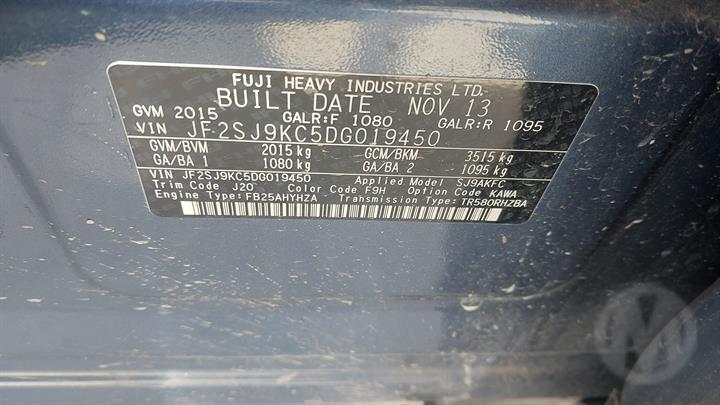 FUJI HEAVY INDUSTRIES LTD.
BUILT DATE NOV 13
GVM 2015 GALR:F 1080 GALR:R 1095
VIN JF2SJ9KC5DG019450
GVM/BVM 2015 kg GCM/BKM 3515 kg
GA/BA 1 1080 kg GA/BA 2 1095 kg
VIN JF2SJ9KC5DG019450 Applied Model SJ9AKFC
Trim Code J20 Color Code F9H Option Code KAWA
Engine Type: FB25AHYHZA Transmission Type: TR580RHZBA
M